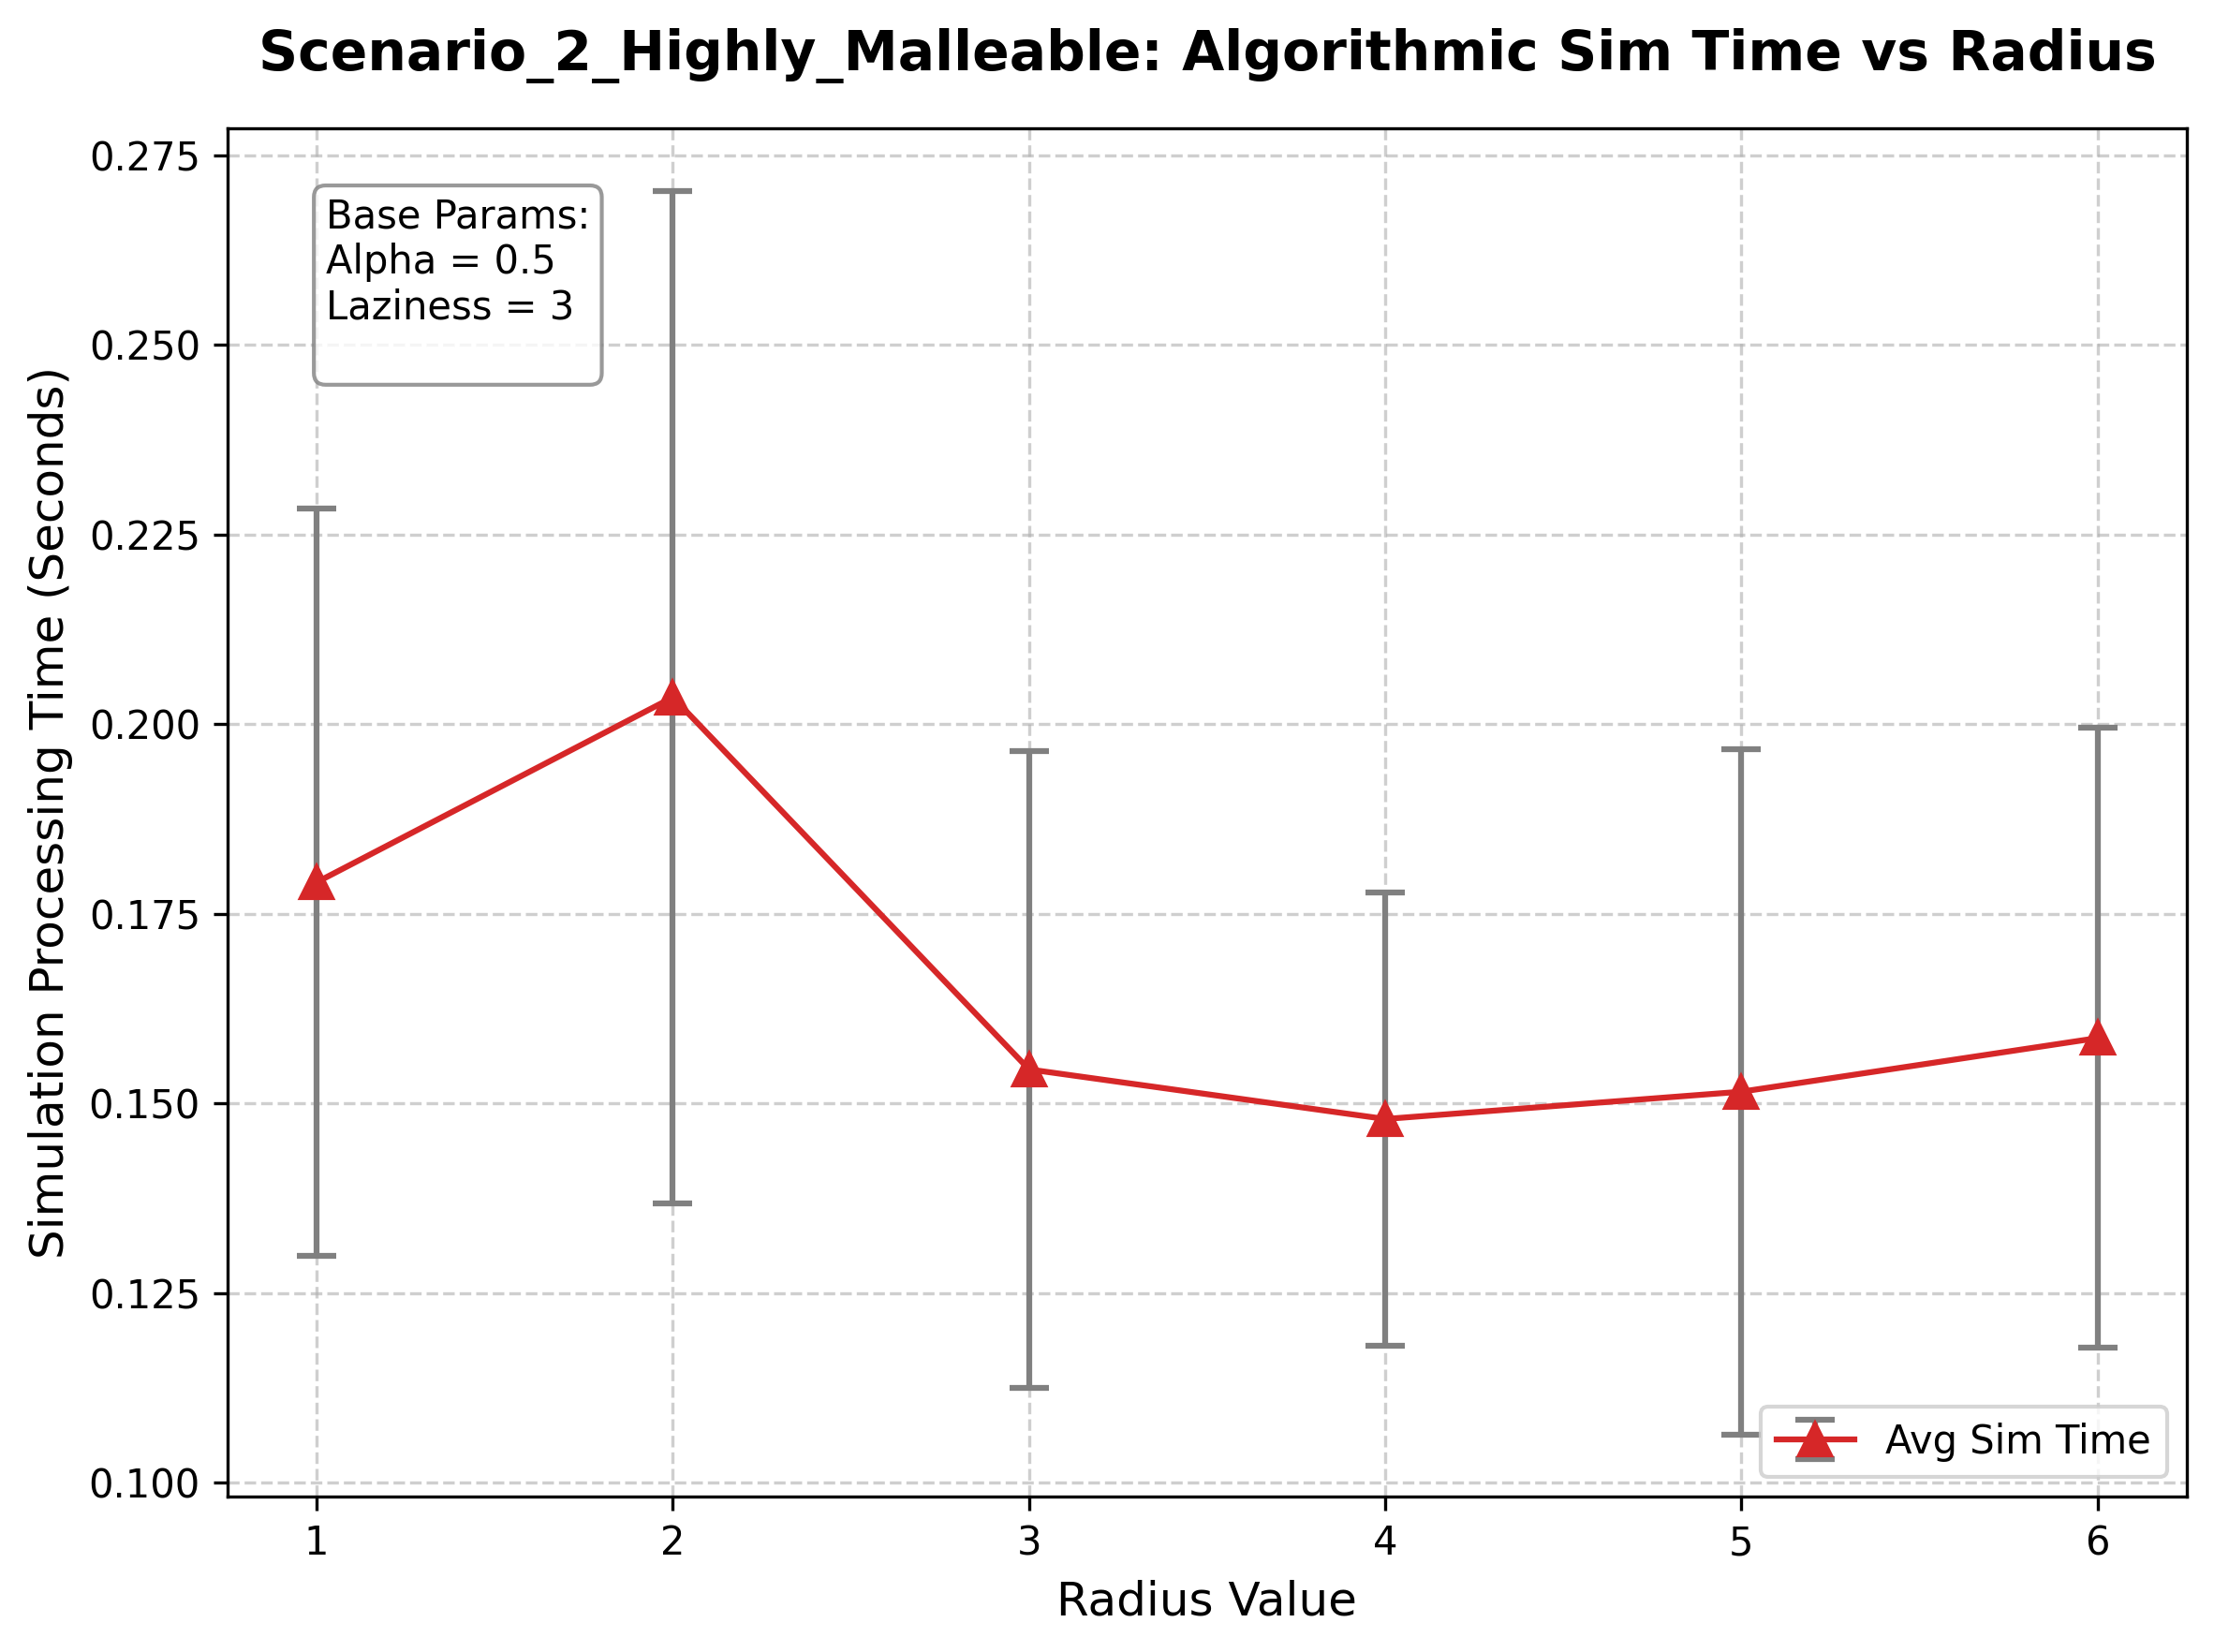 Scenario_2_Highly_Malleable: Algorithmic Sim Time vs Radius
Simulation Processing Time (Seconds)
0.275
0.250
0.225
0.200
0.175
0.150
0.125
0.100
Base Params:
Alpha = 0.5
Laziness = 3
Avg Sim Time
1 2 3 4 5 6
Radius Value